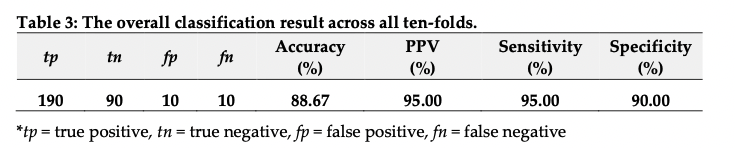 Table 3: The overall classification result across all ten-folds.
tp tn fp fn Accuracy (%) PPV (%) Sensitivity (%) Specificity (%)
190 90 10 10 88.67 95.00 95.00 90.00
*tp = true positive, tn = true negative, fp = false positive, fn = false negative